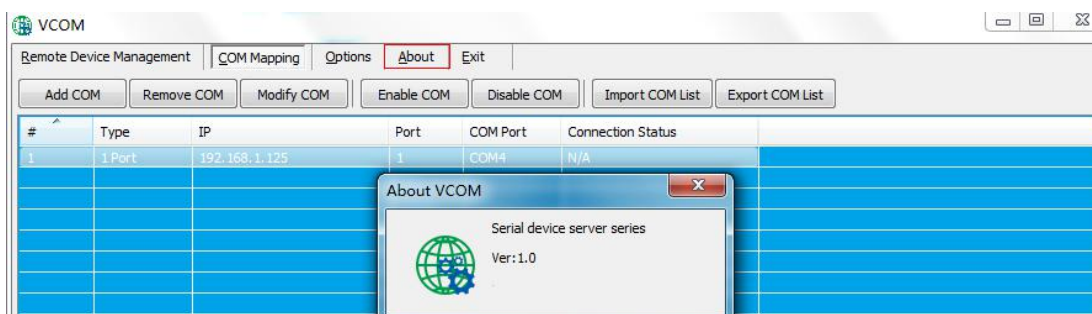 VCOM
Remote Device Management COM Mapping Options About Exit
Add COM Remove COM Modify COM Enable COM Disable COM Import COM List Export COM List
# Type IP Port COM Port Connection Status
1 1 Port 192.168.1.125 1 COM4 N/A
About VCOM
Serial device server series
Ver:1.0